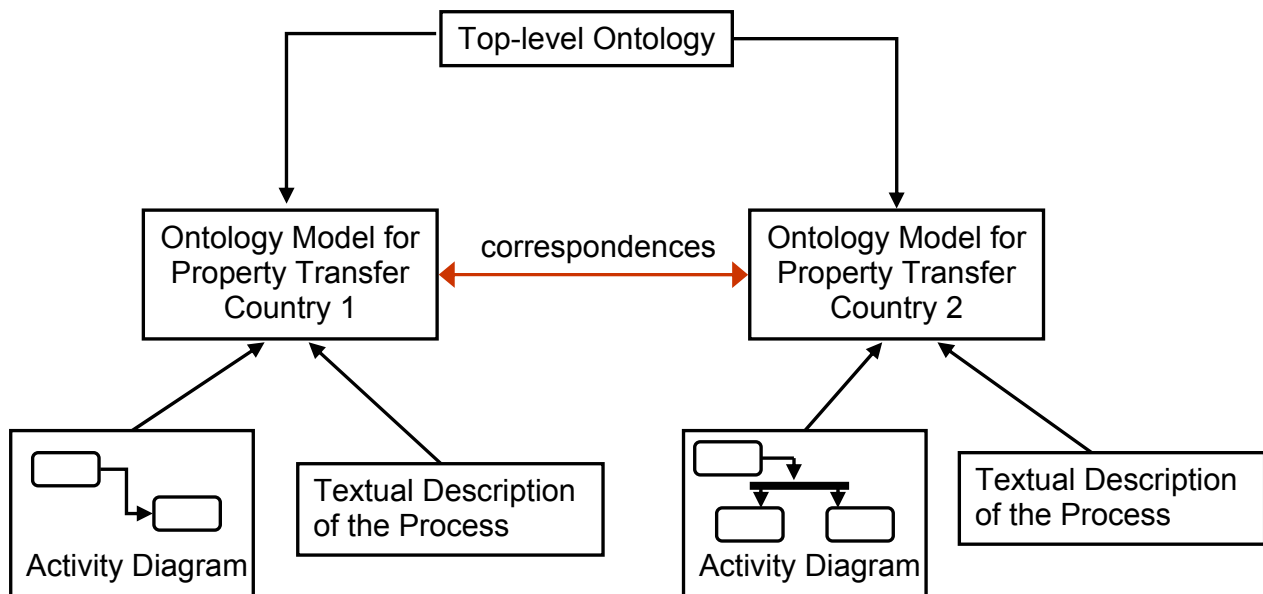 Top-level Ontology
Ontology Model for
Property Transfer
Country 1
correspondences
Ontology Model for
Property Transfer
Country 2
Activity Diagram
Textual Description
of the Process
Activity Diagram
Textual Description
of the Process